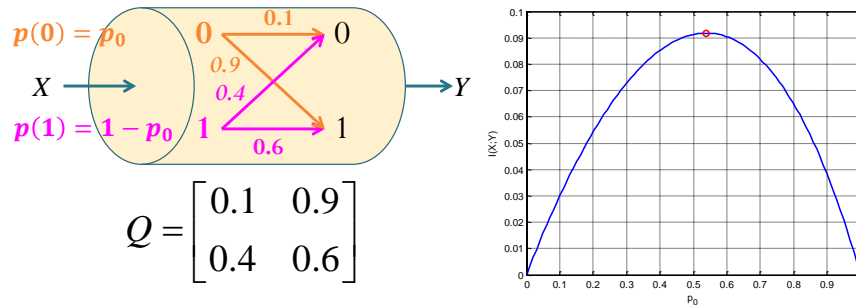 p(0) = p₀
0
0.1
0
0.9
X
0.4
Y
p(1) = 1 − p₀
1
0.6
1
Q = [0.1 0.9
0.4 0.6]
0.1
0.09
0.08
0.07
0.06
0.05
0.04
0.03
0.02
0.01
0
I(X;Y)
0 0.1 0.2 0.3 0.4 0.5 0.6 0.7 0.8 0.9
p₀